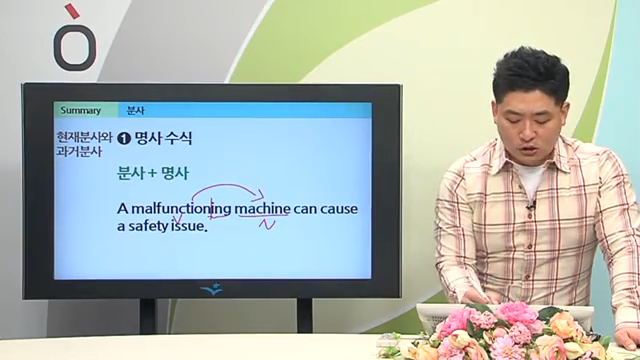 Summary 분사
현재분사와
과거분사
❶ 명사 수식
분사 + 명사
A malfunctioning machine can cause
a safety issue.
N